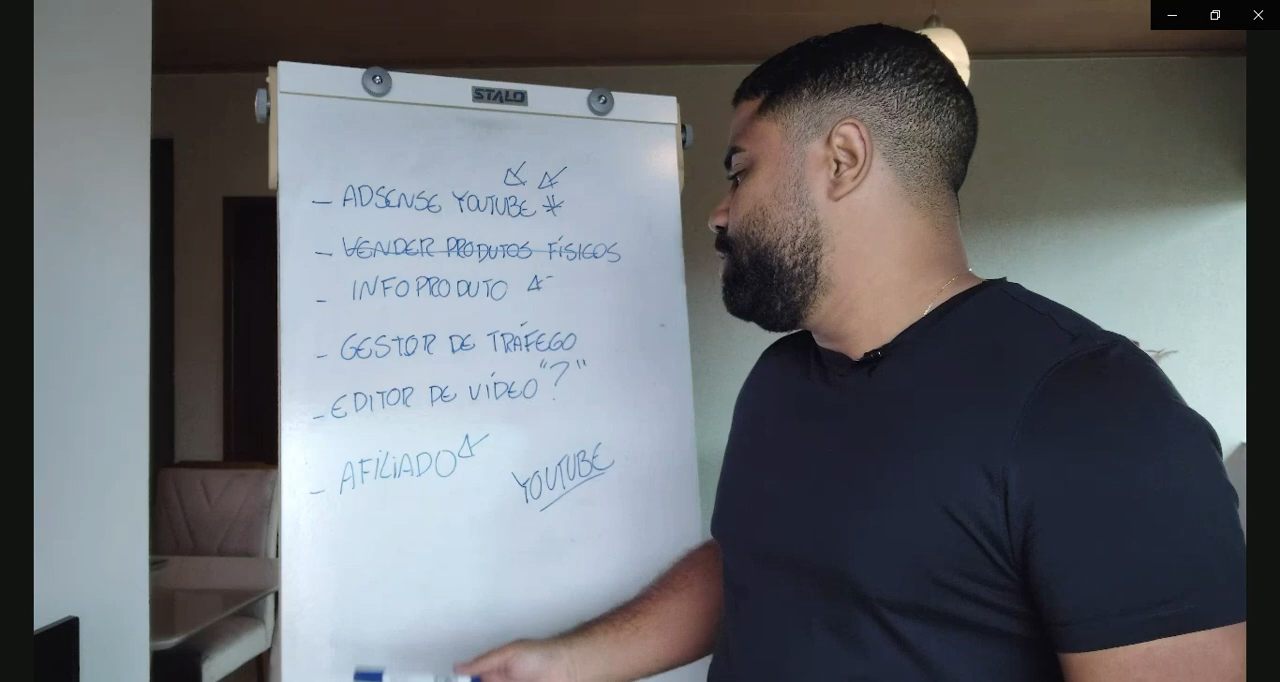 STALO
- ADSENSE YOUTUBE *
- VENDER PRODUTOS FÍSICOS
- INFOPRODUTO
- GESTOR DE TRÁFEGO
- EDITOR DE VÍDEO "?"
- AFILIADO
YOUTUBE